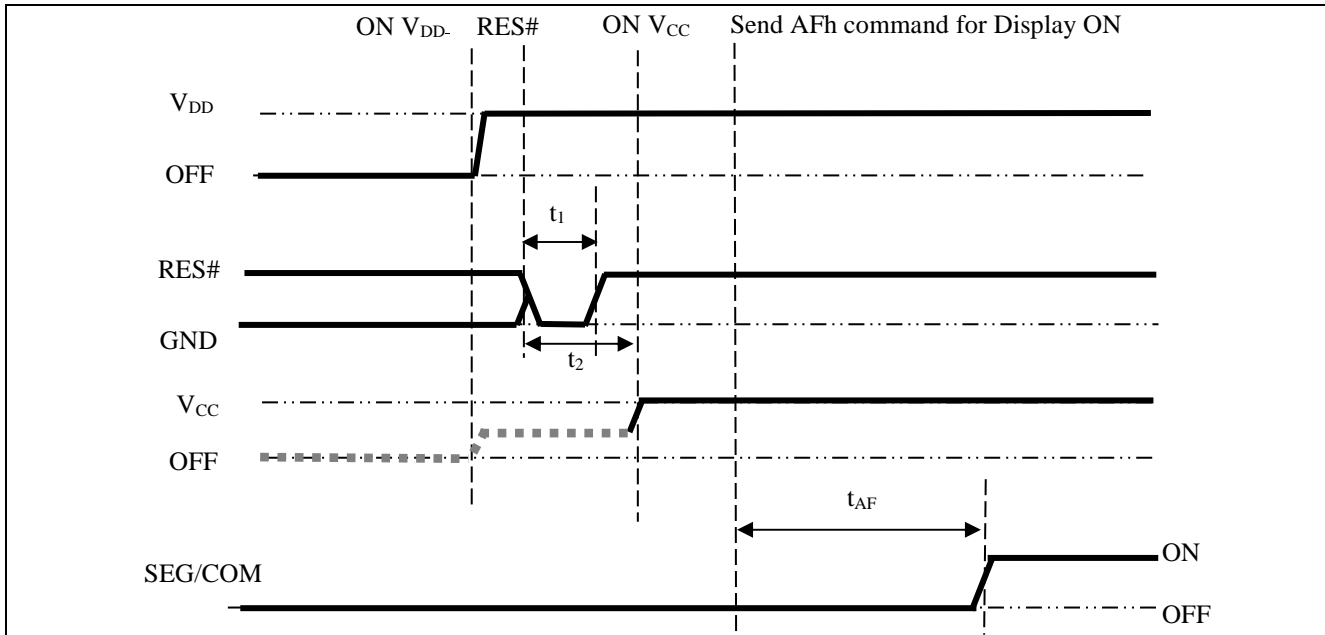 ON VDD- RES# ON VCC Send AFh command for Display ON
VDD
OFF
t1
RES#
GND
t2
VCC
OFF
tAF
ON
SEG/COM
OFF